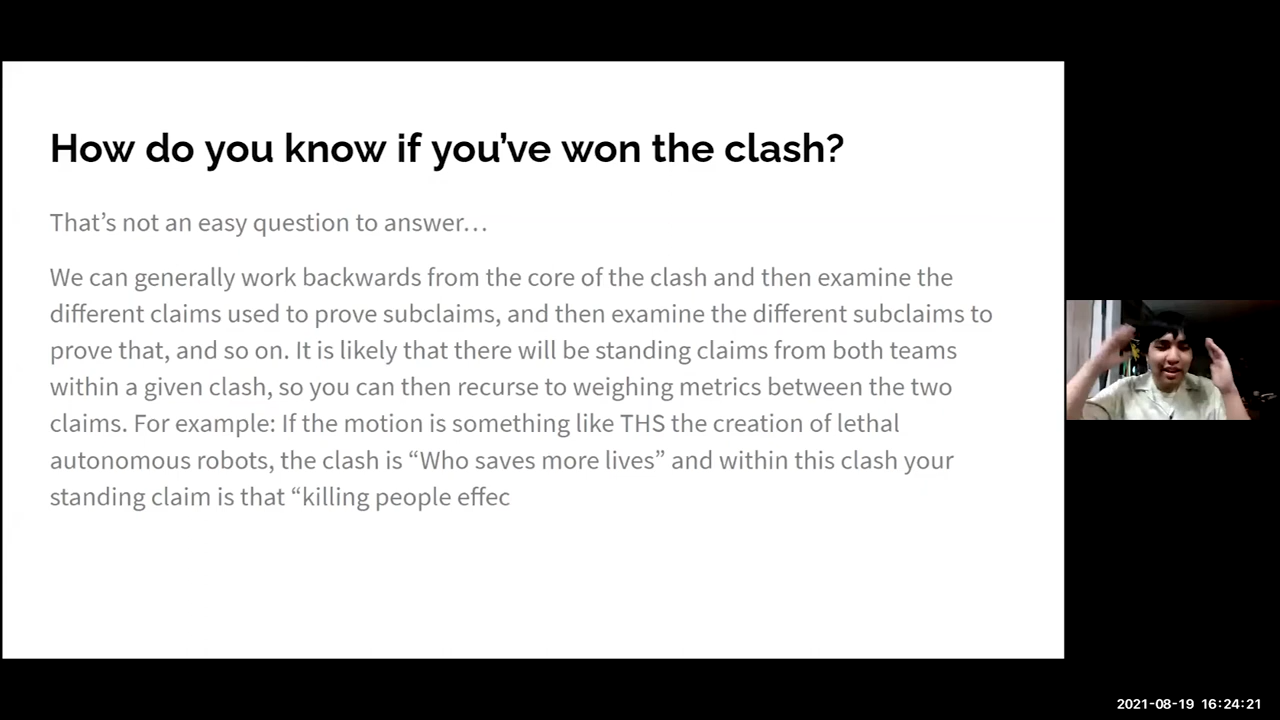 How do you know if you’ve won the clash?
That’s not an easy question to answer…
We can generally work backwards from the core of the clash and then examine the
different claims used to prove subclaims, and then examine the different subclaims to
prove that, and so on. It is likely that there will be standing claims from both teams
within a given clash, so you can then recurse to weighing metrics between the two
claims. For example: If the motion is something like THS the creation of lethal
autonomous robots, the clash is “Who saves more lives” and within this clash your
standing claim is that “killing people effec
2021-08-19 16:24:21